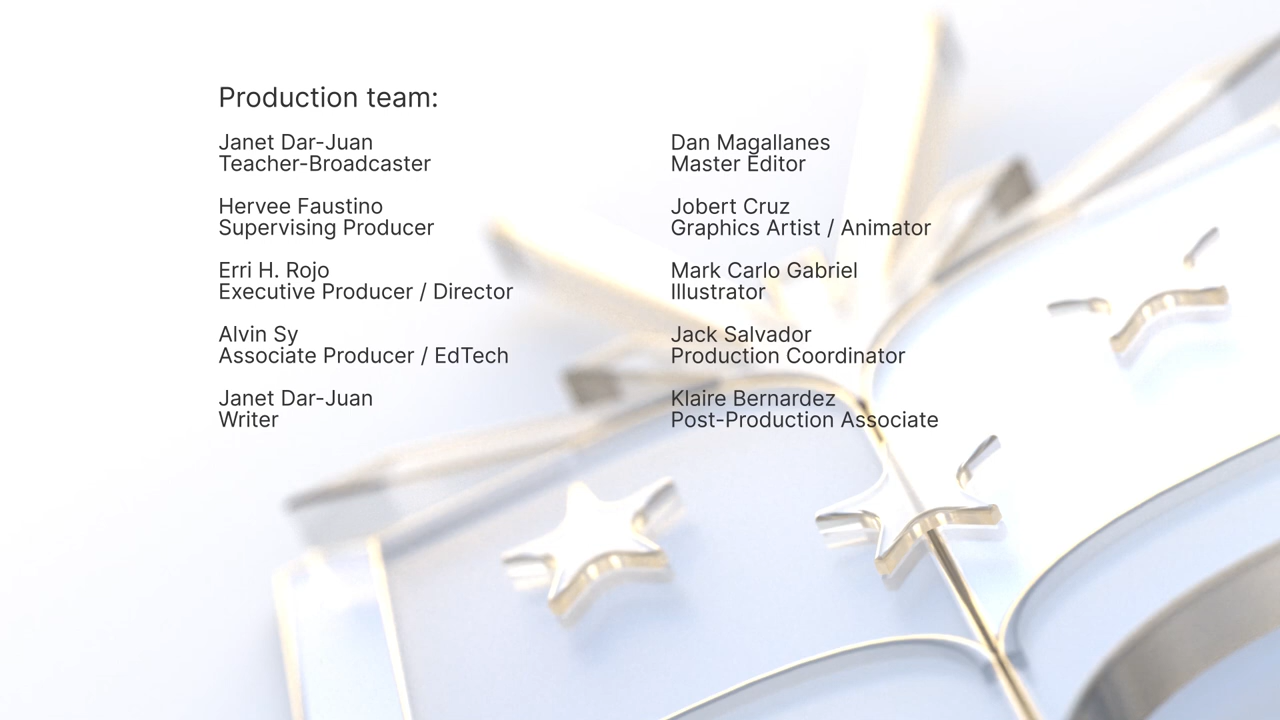 Production team:
Janet Dar-Juan
Teacher-Broadcaster
Hervee Faustino
Supervising Producer
Erri H. Rojo
Executive Producer / Director
Alvin Sy
Associate Producer / EdTech
Janet Dar-Juan
Writer
Dan Magallanes
Master Editor
Jobert Cruz
Graphics Artist / Animator
Mark Carlo Gabriel
Illustrator
Jack Salvador
Production Coordinator
Klaire Bernardez
Post-Production Associate